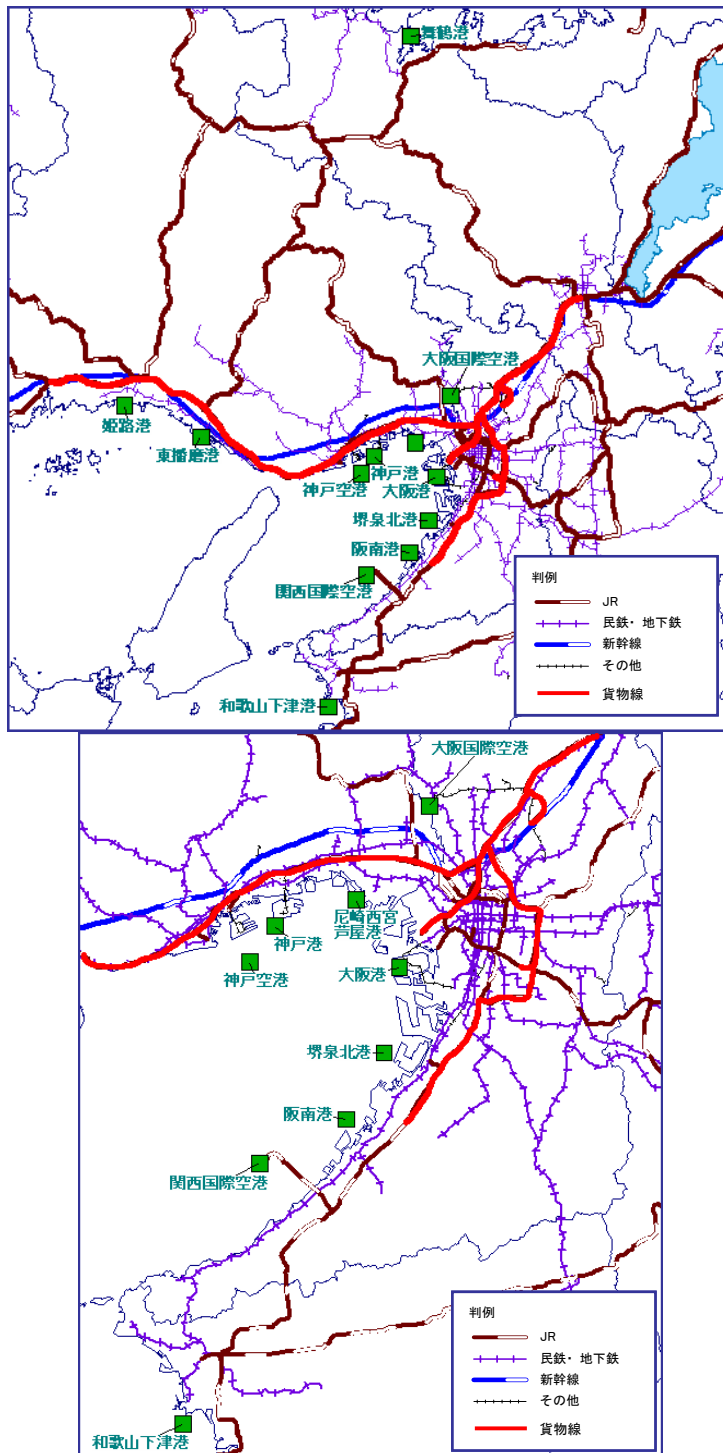 舞鶴港
大阪国際空港
姫路港
東播磨港
神戸港
神戸空港
大阪港
堺泉北港
阪南港
関西国際空港
和歌山下津港
判例
JR
民鉄・地下鉄
新幹線
その他
貨物線
大阪国際空港
尼崎西宮
芦屋港
神戸港
神戸空港
大阪港
堺泉北港
阪南港
関西国際空港
和歌山下津港
判例
JR
民鉄・地下鉄
新幹線
その他
貨物線